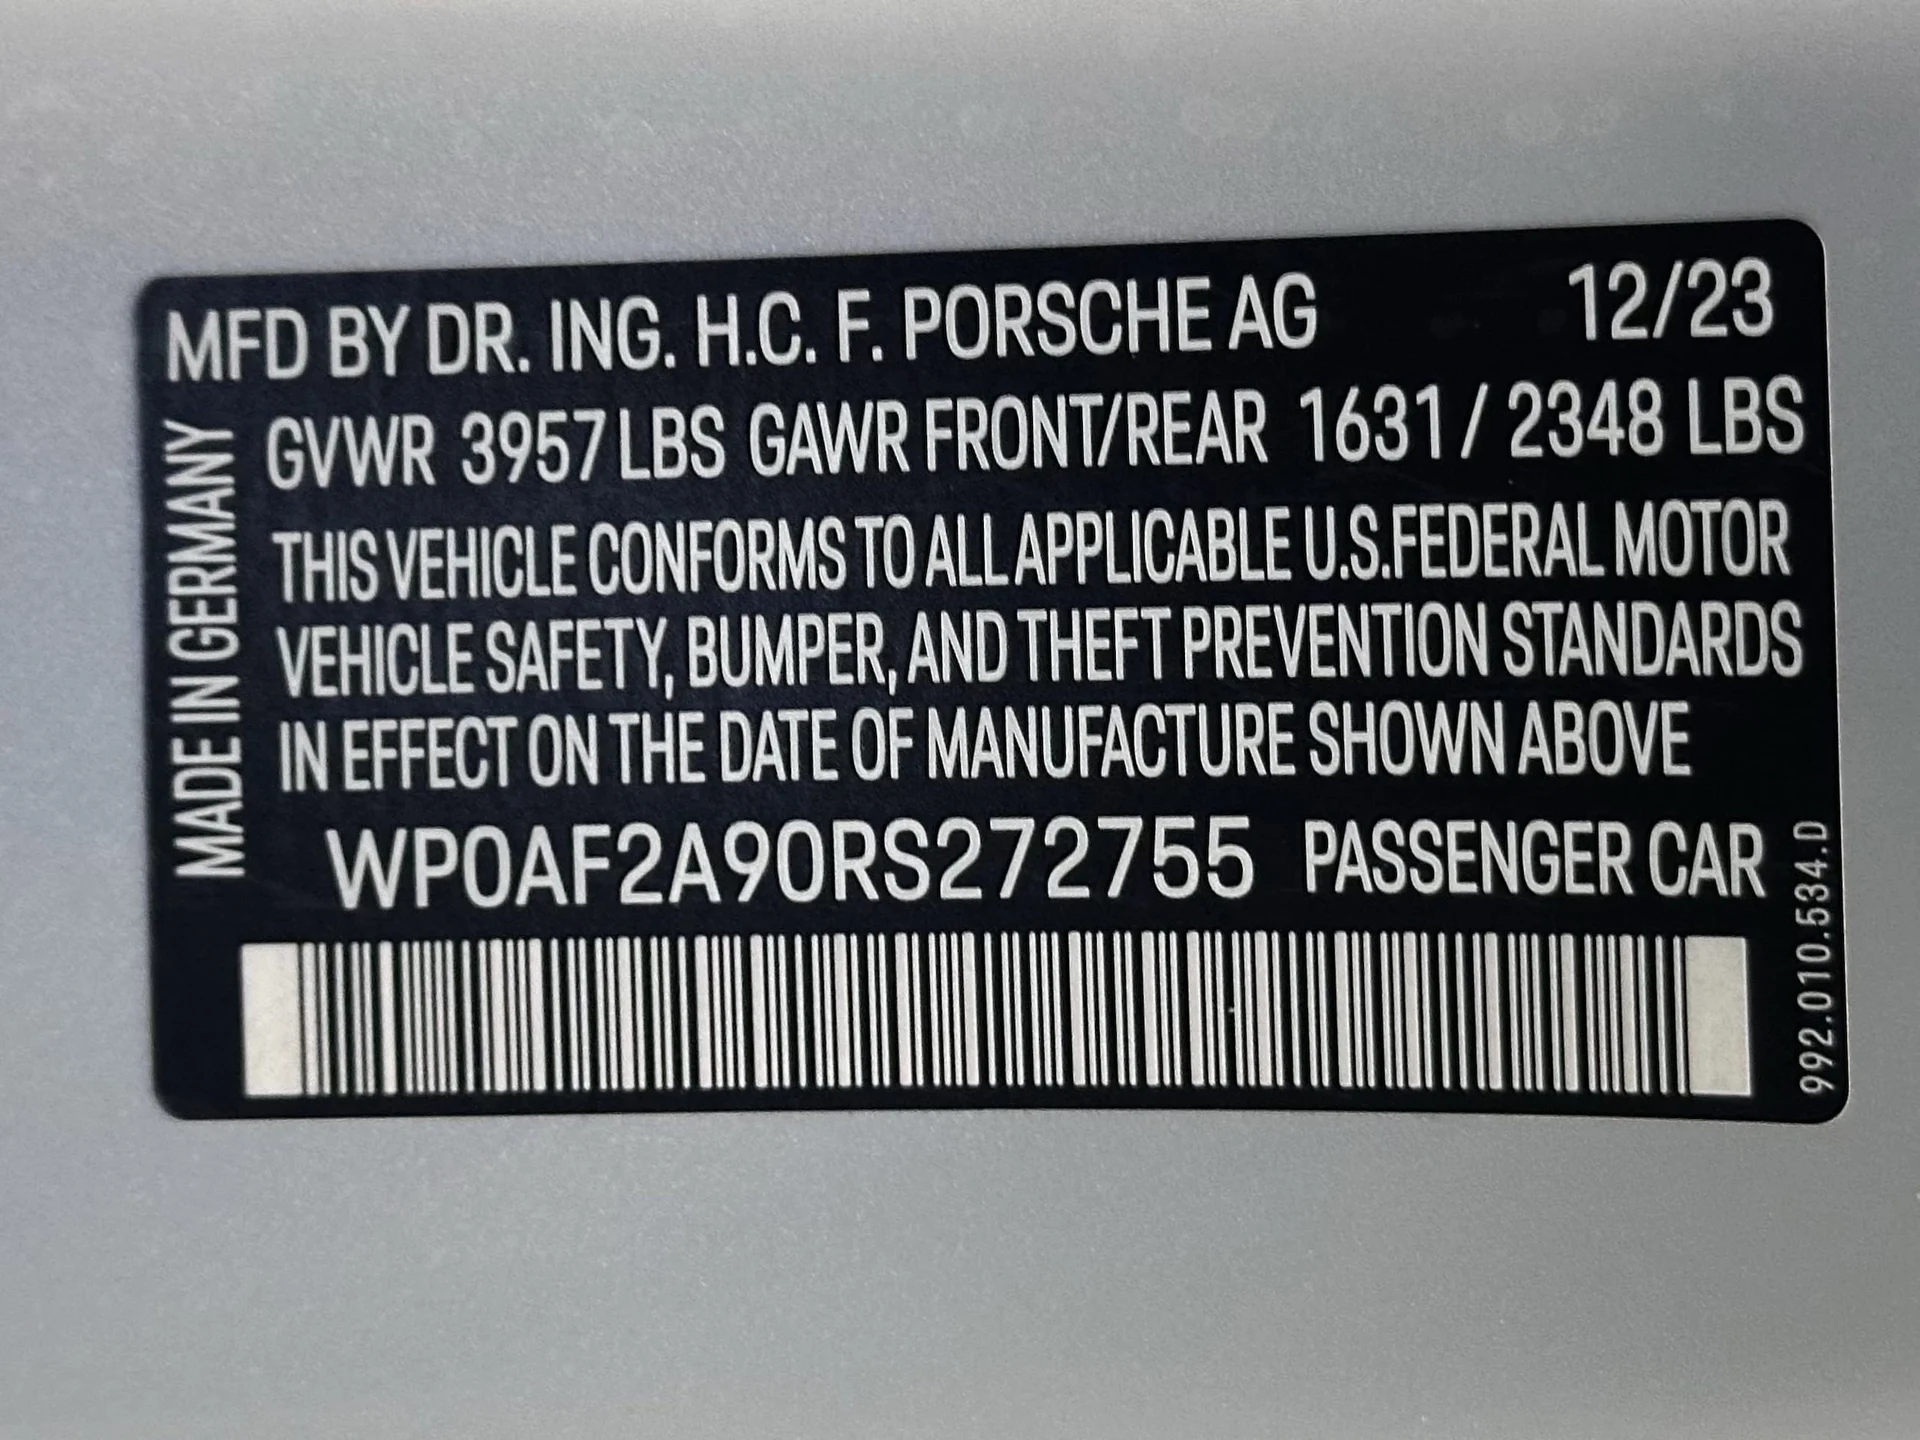 MFD BY DR. ING. H.C. F. PORSCHE AG 12/23
GVWR 3957 LBS GAWR FRONT/REAR 1631 / 2348 LBS
THIS VEHICLE CONFORMS TO ALL APPLICABLE U.S.FEDERAL MOTOR
VEHICLE SAFETY, BUMPER, AND THEFT PREVENTION STANDARDS
IN EFFECT ON THE DATE OF MANUFACTURE SHOWN ABOVE
WP0AF2A90RS272755 PASSENGER CAR
MADE IN GERMANY
992.010.534.D